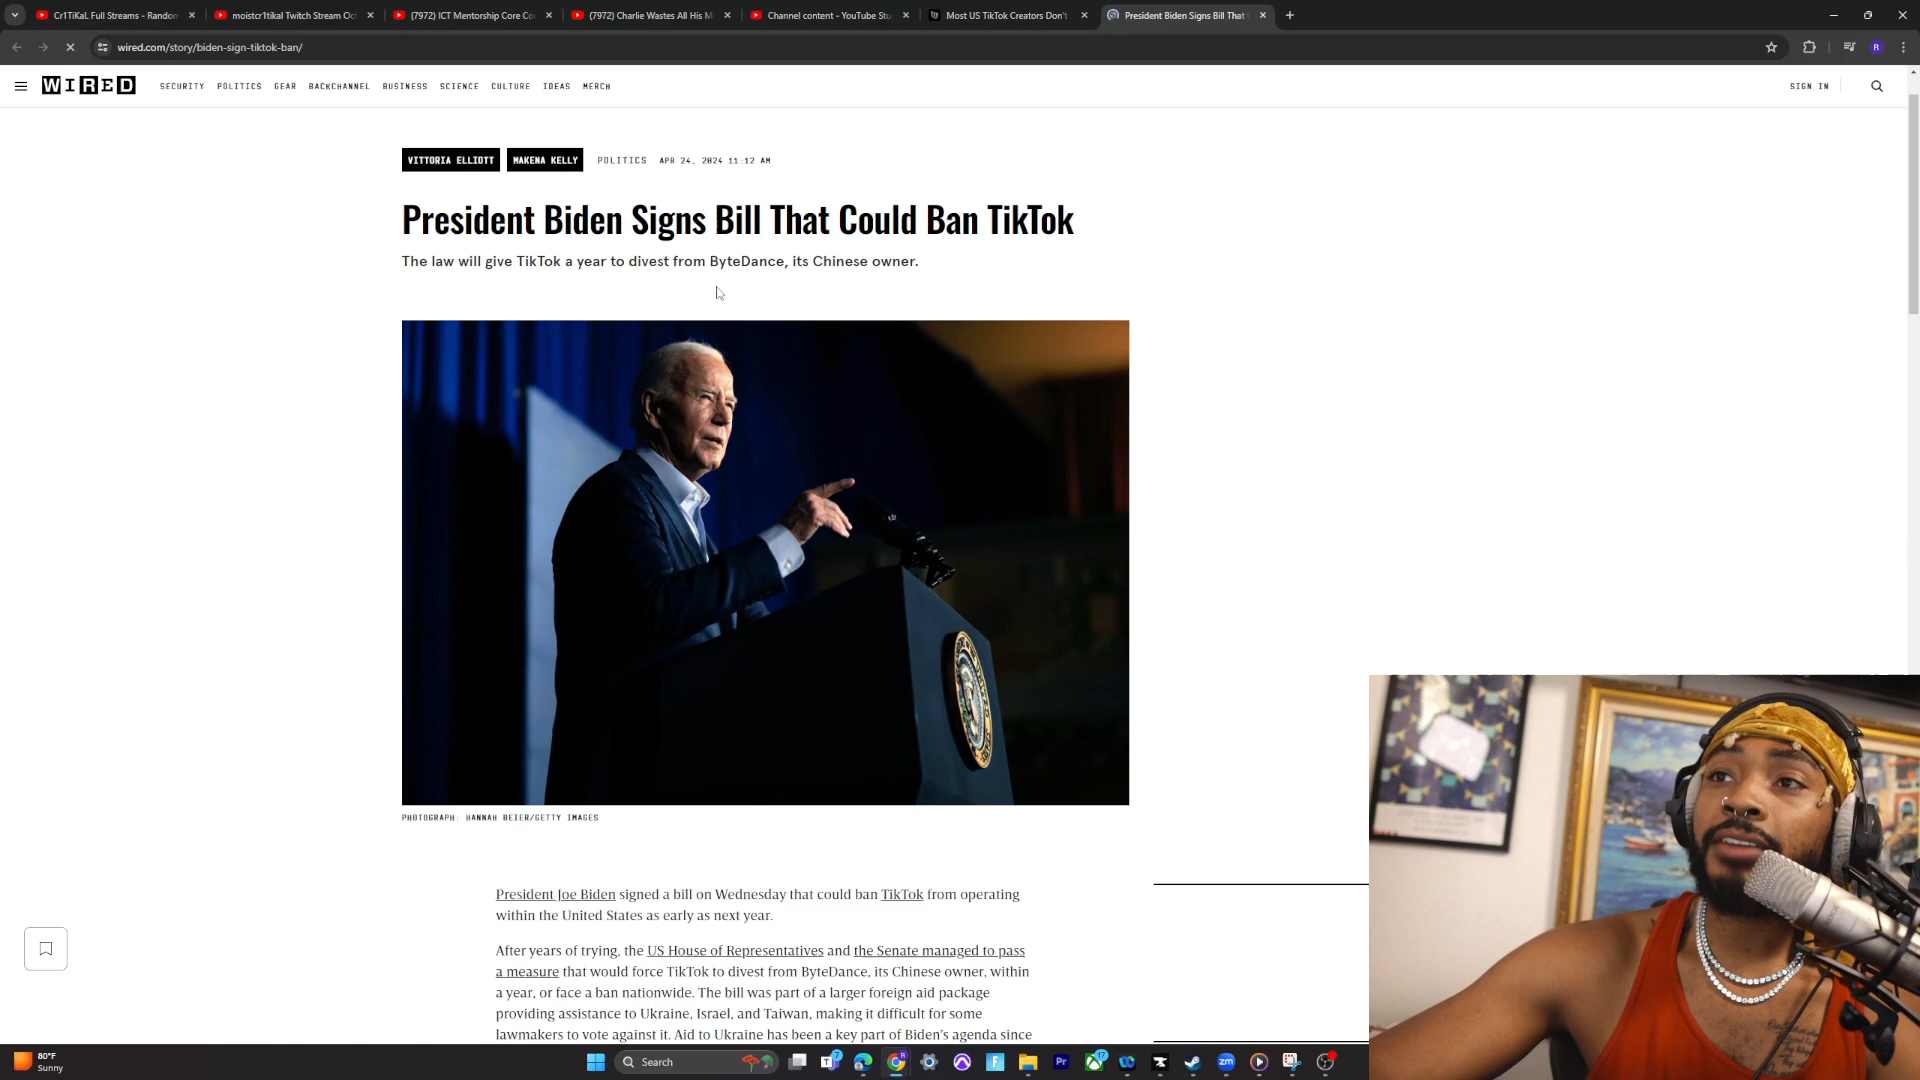 Cr1TiKaL Full Streams - Random
moistcr1tikal Twitch Stream Oct
(7972) ICT Mentorship Core Co
(7972) Charlie Wastes All His M
Channel content - YouTube Stu
Most US TikTok Creators Don't
President Biden Signs Bill That C
wired.com/story/biden-sign-tiktok-ban/
R
WIRED
SECURITY POLITICS GEAR BACKCHANNEL BUSINESS SCIENCE CULTURE IDEAS MERCH
SIGN IN
VITTORIA ELLIOTT MAKENA KELLY POLITICS APR 24, 2024 11:12 AM
President Biden Signs Bill That Could Ban TikTok
The law will give TikTok a year to divest from ByteDance, its Chinese owner.
PHOTOGRAPH: HANNAH BEIER/GETTY IMAGES
President Joe Biden signed a bill on Wednesday that could ban TikTok from operating
within the United States as early as next year.
After years of trying, the US House of Representatives and the Senate managed to pass
a measure that would force TikTok to divest from ByteDance, its Chinese owner, within
a year, or face a ban nationwide. The bill was part of a larger foreign aid package
providing assistance to Ukraine, Israel, and Taiwan, making it difficult for some
lawmakers to vote against it. Aid to Ukraine has been a key part of Biden's agenda since
80°F
Sunny
Search
7
R
Pr
17
zm